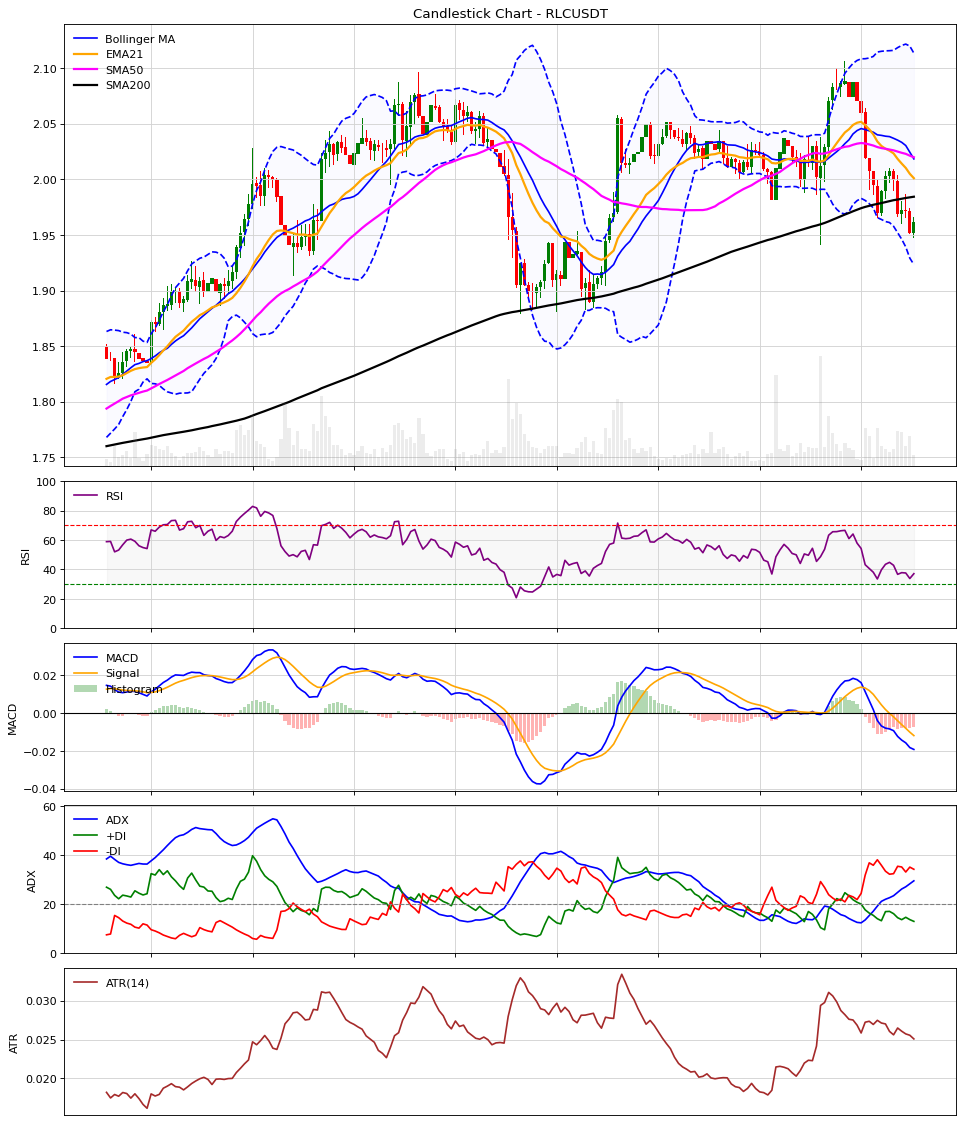 Candlestick Chart - RLCUSDT
Bollinger MA
EMA21
SMA50
SMA200
2.10
2.05
2.00
1.95
1.90
1.85
1.80
1.75
RSI
100
80
60
40
20
0
RSI
MACD
Signal
Histogram
0.02
0.00
−0.02
−0.04
MACD
ADX
+DI
-DI
60
40
20
0
ADX
ATR(14)
0.030
0.025
0.020
ATR